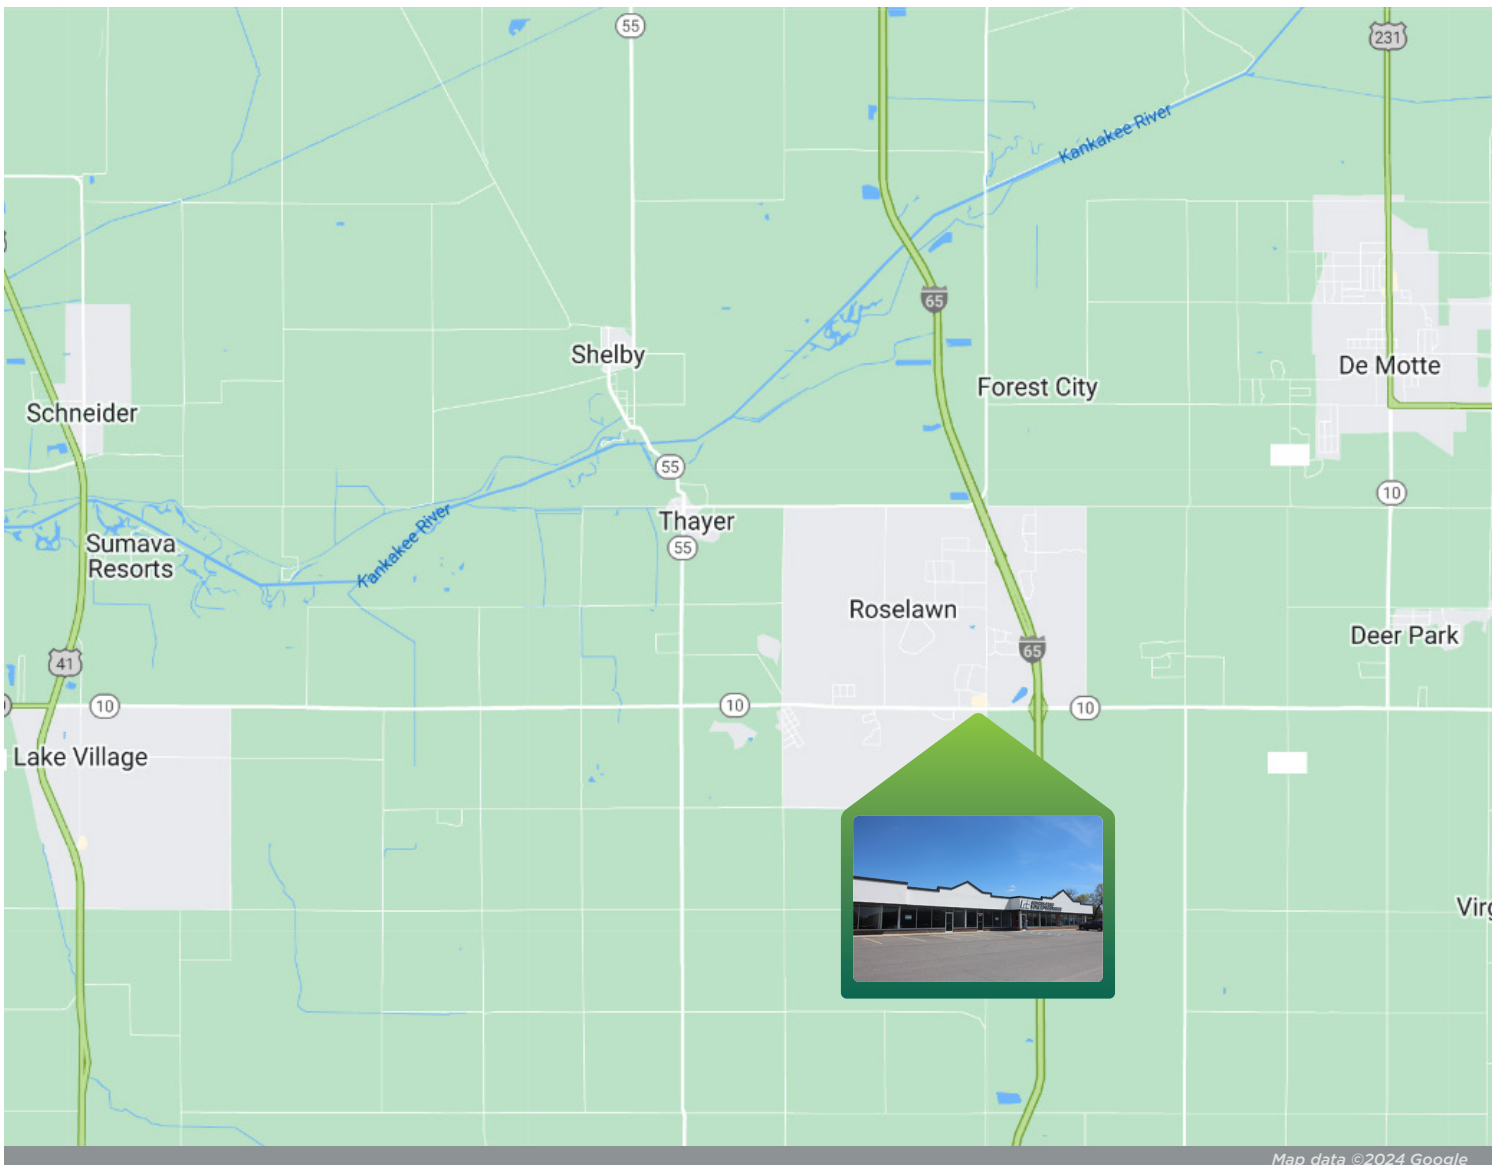 55
231
Kankakee River
65
Shelby
De Motte
Forest City
Schneider
55
10
Kankakee River
Thayer
Sumava
Resorts
55
Roselawn
Deer Park
65
41
10
10
10
Lake Village
Map data ©2024 Google